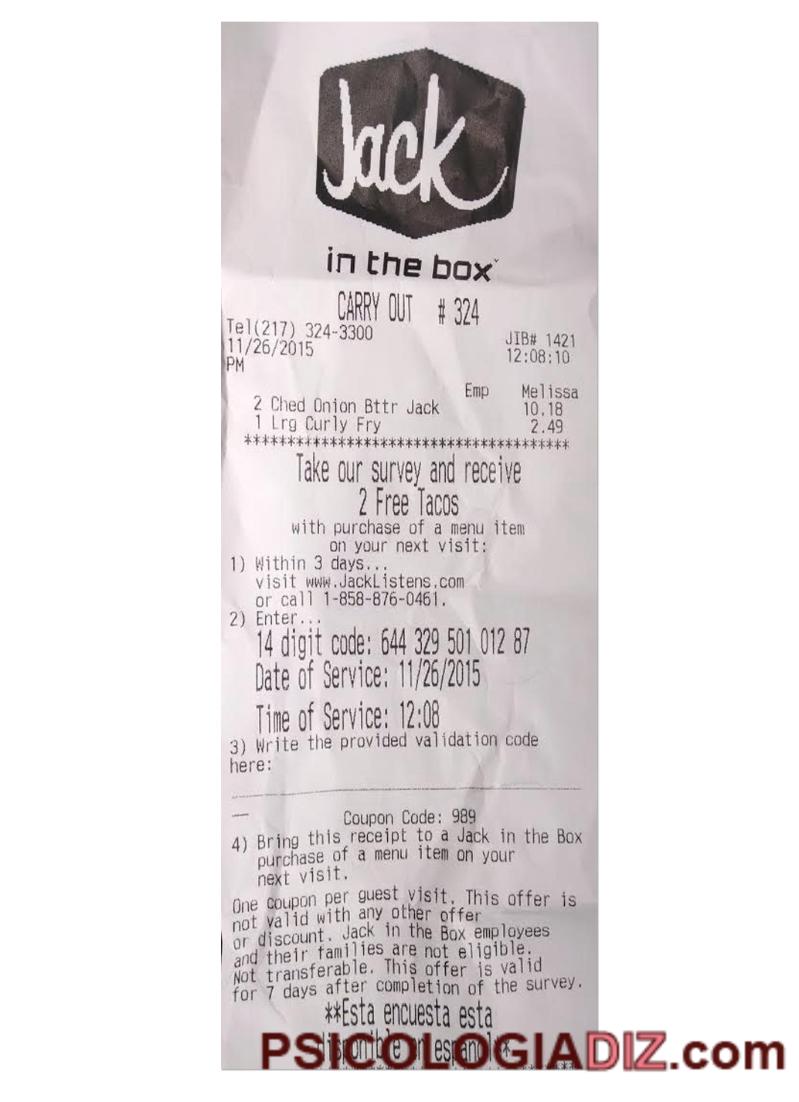 Jack
in the box
CARRY OUT # 324
Tel(217) 324-3300 JIB# 1421
11/26/2015 12:08:10
PM
Emp Melissa
2 Ched Onion Bttr Jack 10.18
1 Lrg Curly Fry 2.49
****************************************
Take our survey and receive
2 Free Tacos
with purchase of a menu item
on your next visit:
1) Within 3 days...
visit www.JackListens.com
or call 1-858-876-0461.
2) Enter...
14 digit code: 644 329 501 012 87
Date of Service: 11/26/2015
Time of Service: 12:08
3) Write the provided validation code
here:
Coupon Code: 989
4) Bring this receipt to a Jack in the Box
purchase of a menu item on your
next visit.
One coupon per guest visit. This offer is
not valid with any other offer
or discount. Jack in the Box employees
and their families are not eligible.
Not transferable. This offer is valid
for 7 days after completion of the survey.
**Esta encuesta esta
disponible en espanol**
PSICOLOGIADIZ.com